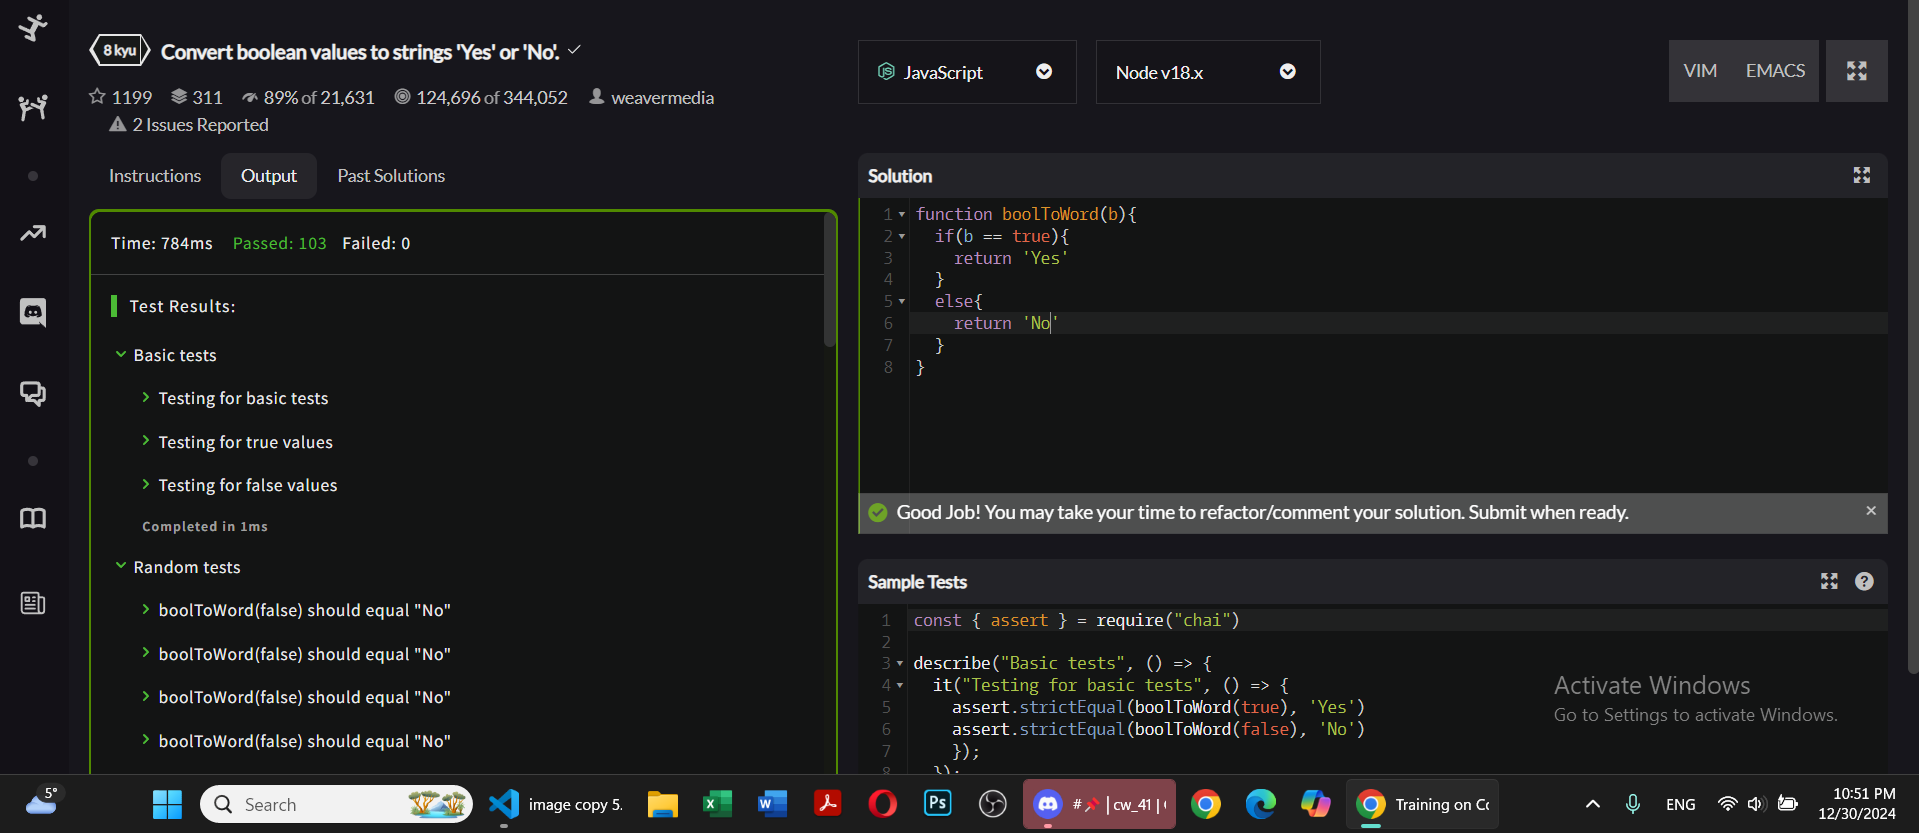 8 kyu
Convert boolean values to strings 'Yes' or 'No'.
1199 311 89% of 21,631 124,696 of 344,052 weavermedia
2 Issues Reported
JavaScript
Node v18.x
VIM EMACS
Instructions Output Past Solutions
Time: 784ms Passed: 103 Failed: 0
Test Results:
Basic tests
Testing for basic tests
Testing for true values
Testing for false values
Completed in 1ms
Random tests
boolToWord(false) should equal "No"
boolToWord(false) should equal "No"
boolToWord(false) should equal "No"
boolToWord(false) should equal "No"
Solution
1 function boolToWord(b){
2 if(b == true){
3 return 'Yes'
4 }
5 else{
6 return 'No'
7 }
8 }
Good Job! You may take your time to refactor/comment your solution. Submit when ready.
Sample Tests
1 const { assert } = require("chai")
2
3 describe("Basic tests", () => {
4 it("Testing for basic tests", () => {
5 assert.strictEqual(boolToWord(true), 'Yes')
6 assert.strictEqual(boolToWord(false), 'No')
7 });
8 });
Activate Windows
Go to Settings to activate Windows.
5°
Search
image copy 5.
Ps
# | cw_41 |
Training on Co
ENG
10:51 PM
12/30/2024